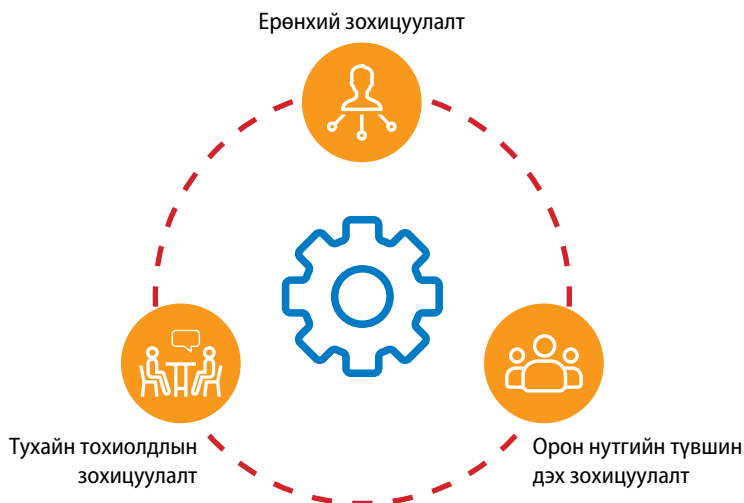 Ерөнхий зохицуулалт
Тухайн тохиолдлын
зохицуулалт
Орон нутгийн түвшин
дэх зохицуулалт